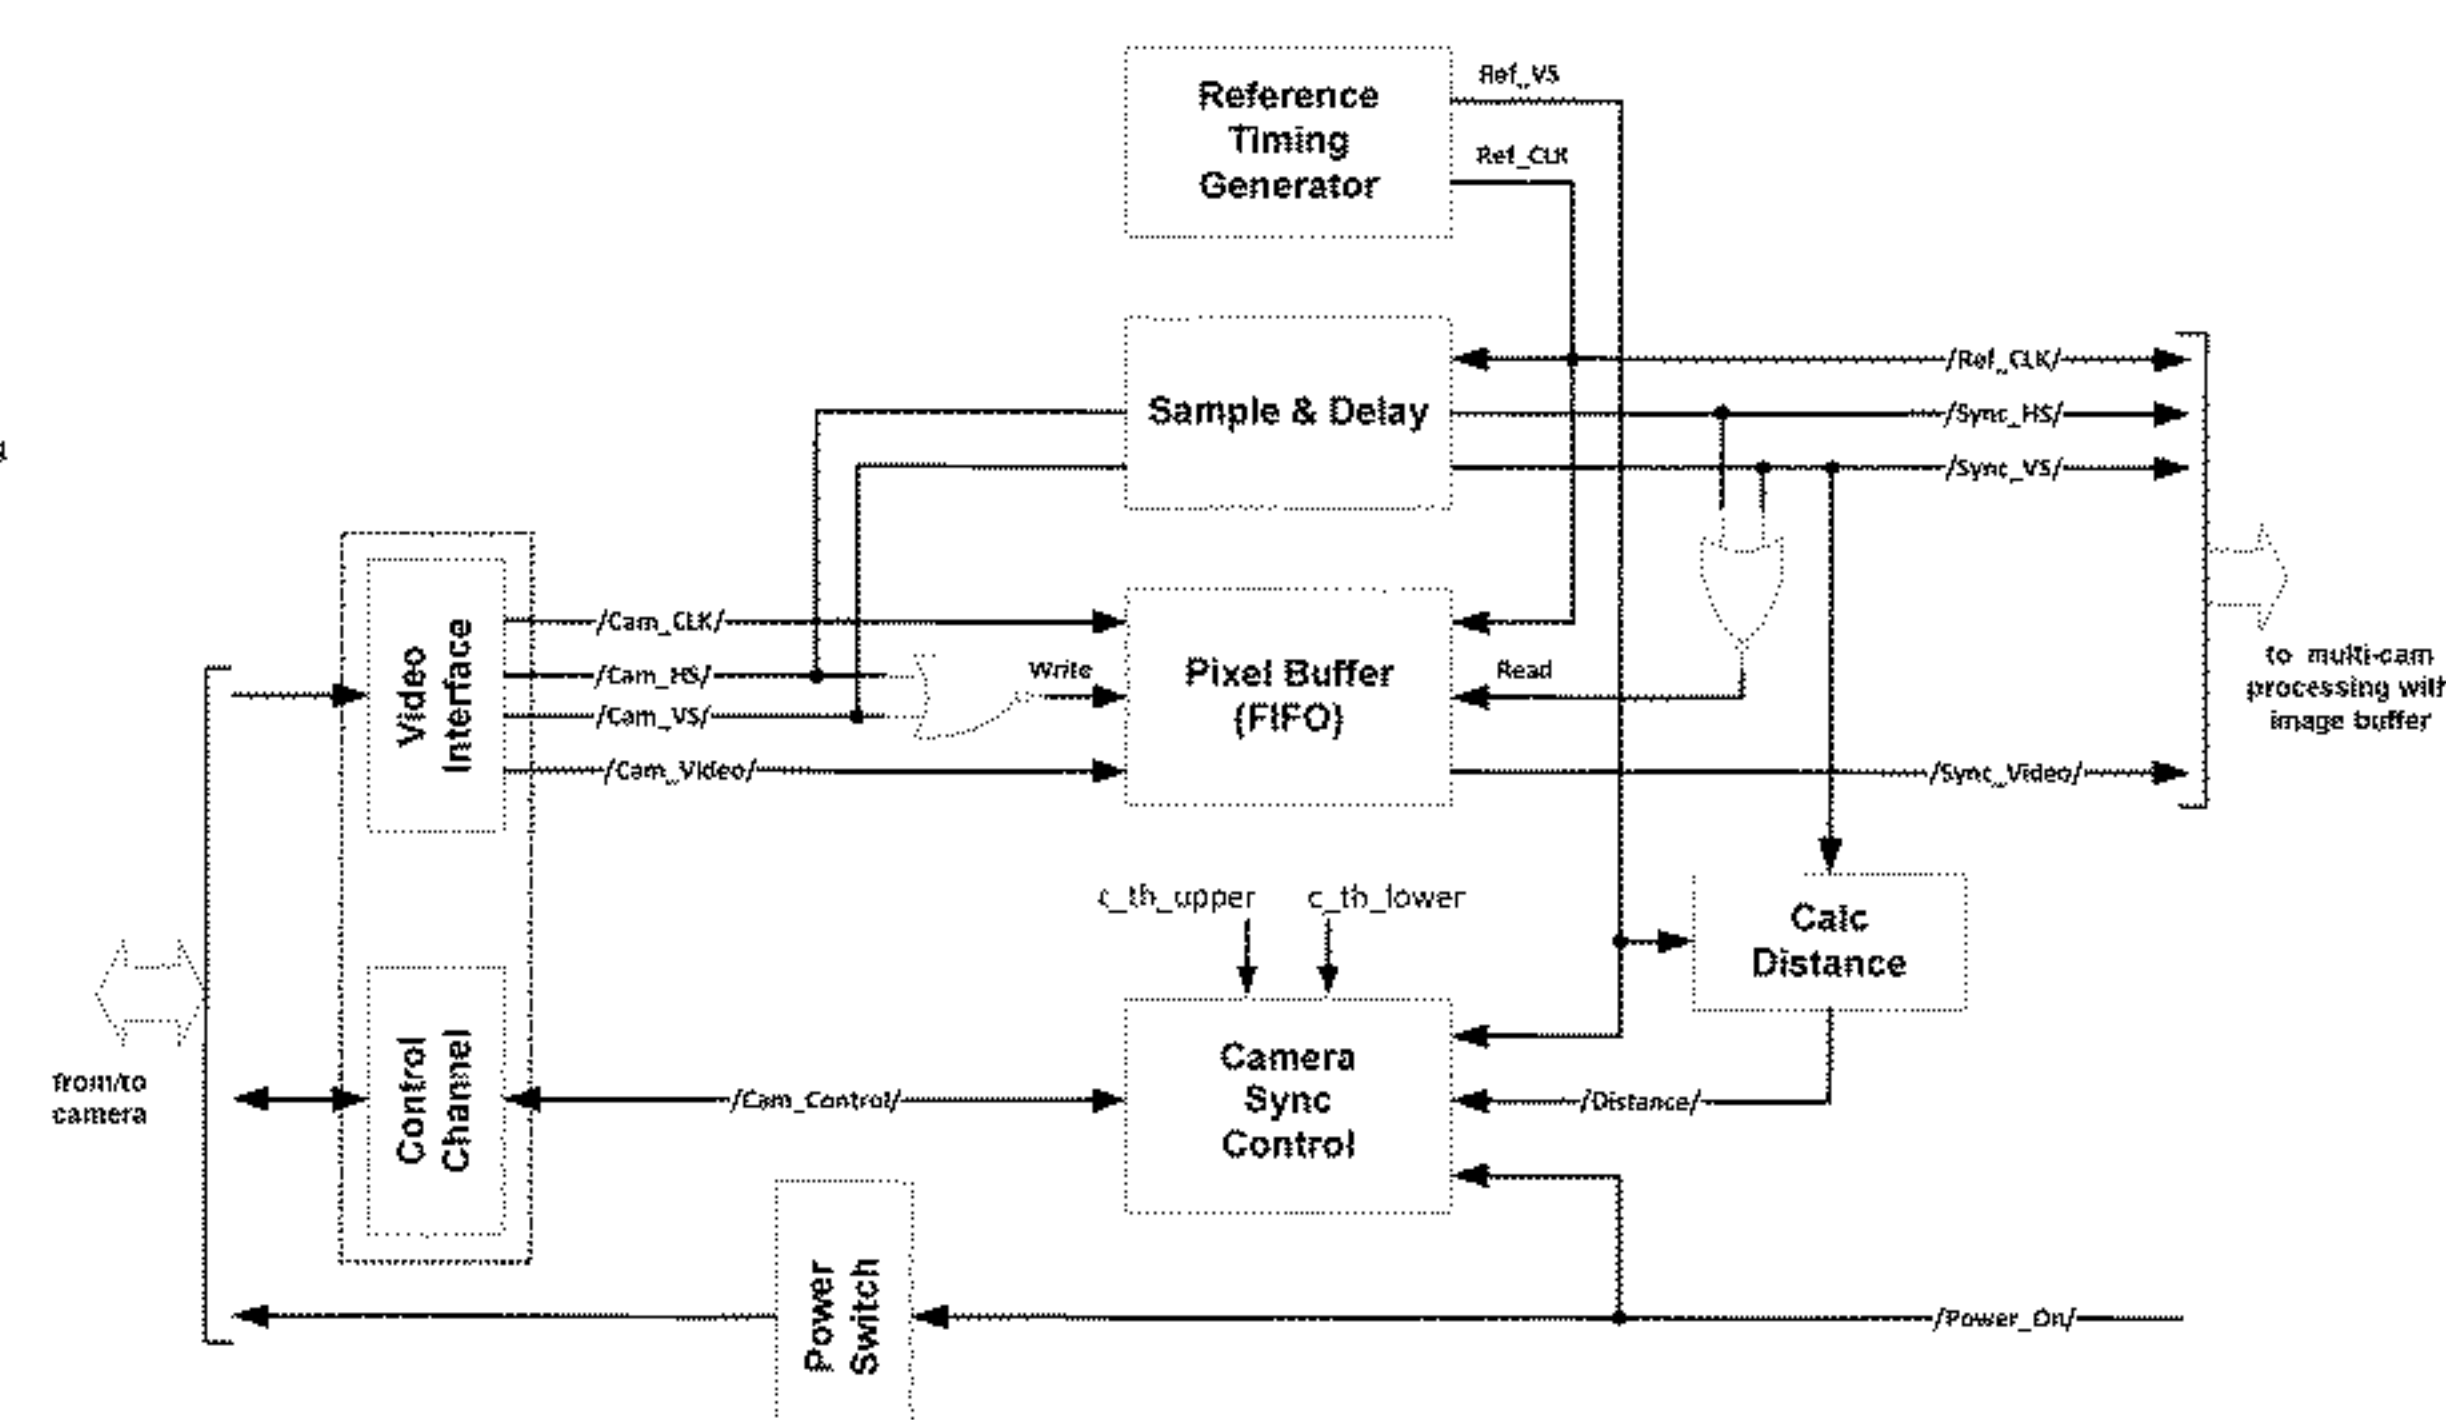 Ref_VS
Reference
Timing
Generator
Ref_CLK
/Ref_CLK/
Sample & Delay
/Sync_HS/
/Sync_VS/
Video
Interface
/Cam_CLK/
/Cam_HS/
/Cam_VS/
/Cam_Video/
Write
Pixel Buffer
(FIFO)
Read
/Sync_Video/
to multi-cam
processing with
image buffer
c_th_upper
c_th_lower
Calc
Distance
from/to
camera
Control
Channel
/Cam_Control/
Camera
Sync
Control
/Distance/
Power
Switch
/Power_On/